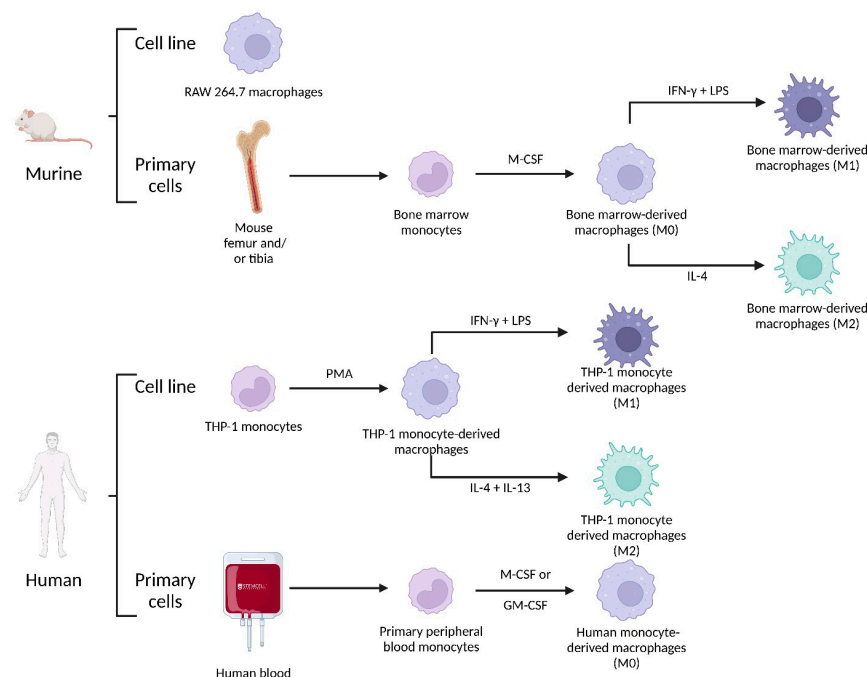 Cell line
RAW 264.7 macrophages
Murine
Primary
cells
Mouse
femur and/
or tibia
Bone marrow
monocytes
M-CSF
Bone marrow-derived
macrophages (M0)
IFN-γ + LPS
Bone marrow-derived
macrophages (M1)
IL-4
Bone marrow-derived
macrophages (M2)
Human
Cell line
THP-1 monocytes
PMA
THP-1 monocyte-derived
macrophages
IFN-γ + LPS
THP-1 monocyte
derived macrophages
(M1)
IL-4 + IL-13
THP-1 monocyte
derived macrophages
(M2)
Primary
cells
STEMCELL
Human blood
Primary peripheral
blood monocytes
M-CSF or
GM-CSF
Human monocyte-
derived macrophages
(M0)